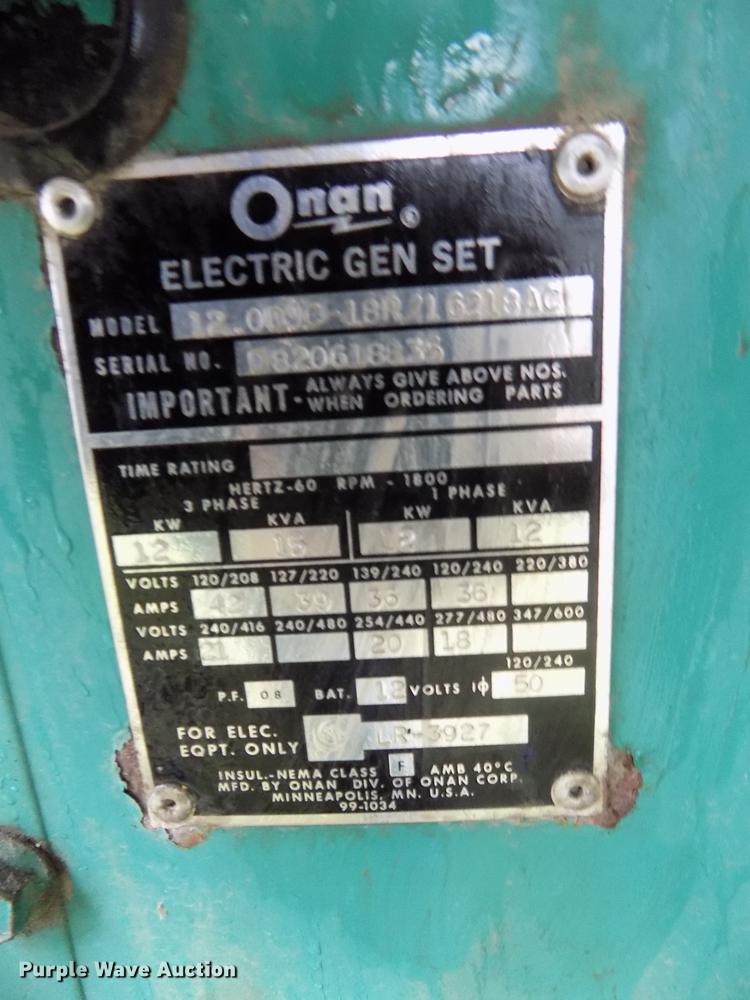 Onan ®
ELECTRIC GEN SET
MODEL
SERIAL NO.
IMPORTANT- ALWAYS GIVE ABOVE NOS.
WHEN ORDERING PARTS
TIME RATING
HERTZ-60 RPM - 1800
3 PHASE 1 PHASE
KW KVA KW KVA
12 15 12 12
VOLTS 120/208 127/220 139/240 120/240 220/380
AMPS 42 39 36 36
VOLTS 240/416 240/480 254/440 277/480 347/600
AMPS 21 20 18
120/240
P.F. 0.8 BAT. 12 VOLTS 1ϕ 50
FOR ELEC. EQPT. ONLY LR-3927
INSUL.-NEMA CLASS F AMB 40°C
MFD. BY ONAN DIV. OF ONAN CORP.
MINNEAPOLIS, MN. U.S.A.
99-1034
Purple Wave Auction